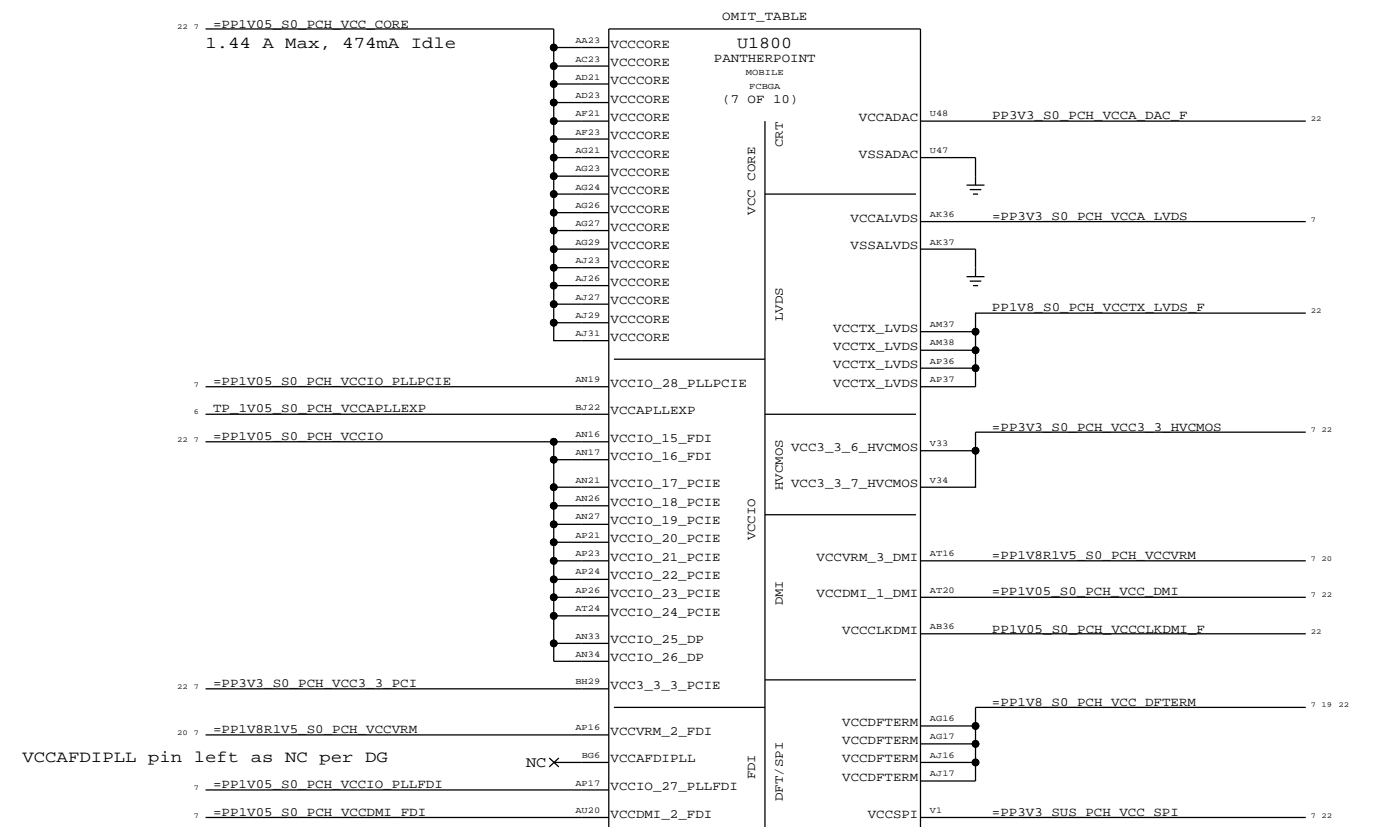 OMIT_TABLE
22 7 =PP1V05_S0_PCH_VCC_CORE
1.44 A Max, 474mA Idle
AA23 VCCCORE
AC23 VCCCORE
AD21 VCCCORE
AD23 VCCCORE
AF21 VCCCORE
AF23 VCCCORE
AG21 VCCCORE
AG23 VCCCORE
AG24 VCCCORE
AG26 VCCCORE
AG27 VCCCORE
AG29 VCCCORE
AJ23 VCCCORE
AJ26 VCCCORE
AJ27 VCCCORE
AJ29 VCCCORE
AJ31 VCCCORE
7 =PP1V05_S0_PCH_VCCIO_PLLPCIE AN19 VCCIO_28_PLLPCIE
6 TP_1V05_S0_PCH_VCCAPLLEXP BJ22 VCCAPLLEXP
22 7 =PP1V05_S0_PCH_VCCIO AN16 VCCIO_15_FDI
AN17 VCCIO_16_FDI
AN21 VCCIO_17_PCIE
AN26 VCCIO_18_PCIE
AN27 VCCIO_19_PCIE
AP21 VCCIO_20_PCIE
AP23 VCCIO_21_PCIE
AP24 VCCIO_22_PCIE
AP26 VCCIO_23_PCIE
AT24 VCCIO_24_PCIE
AN33 VCCIO_25_DP
AN34 VCCIO_26_DP
22 7 =PP3V3_S0_PCH_VCC3_3_PCI BH29 VCC3_3_3_PCIE
20 7 =PP1V8R1V5_S0_PCH_VCCVRM AP16 VCCVRM_2_FDI
VCCAFDIPLL pin left as NC per DG NC BG6 VCCAFDIPLL
7 =PP1V05_S0_PCH_VCCIO_PLLFDI AP17 VCCIO_27_PLLFDI
7 =PP1V05_S0_PCH_VCCDMI_FDI AU20 VCCDMI_2_FDI
U1800
PANTHERPOINT
MOBILE
FCBGA
(7 OF 10)
VCC CORE
VCCIO
FDI
CRT
LVDS
HVCMOS
DMI
DFT/SPI
VCCADAC U48 PP3V3_S0_PCH_VCCA_DAC_F 22
VSSADAC U47
VCCALVDS AK36 =PP3V3_S0_PCH_VCCA_LVDS 7
VSSALVDS AK37
PP1V8_S0_PCH_VCCTX_LVDS_F 22
VCCTX_LVDS AM37
VCCTX_LVDS AM38
VCCTX_LVDS AP36
VCCTX_LVDS AP37
=PP3V3_S0_PCH_VCC3_3_HVCMOS 7 22
VCC3_3_6_HVCMOS V33
VCC3_3_7_HVCMOS V34
VCCVRM_3_DMI AT16 =PP1V8R1V5_S0_PCH_VCCVRM 7 20
VCCDMI_1_DMI AT20 =PP1V05_S0_PCH_VCC_DMI 7 22
VCCCLKDMI AB36 PP1V05_S0_PCH_VCCCLKDMI_F 22
=PP1V8_S0_PCH_VCC_DFTERM 7 19 22
VCCDFTERM AG16
VCCDFTERM AG17
VCCDFTERM AJ16
VCCDFTERM AJ17
VCCSPI V1 =PP3V3_SUS_PCH_VCC_SPI 7 22